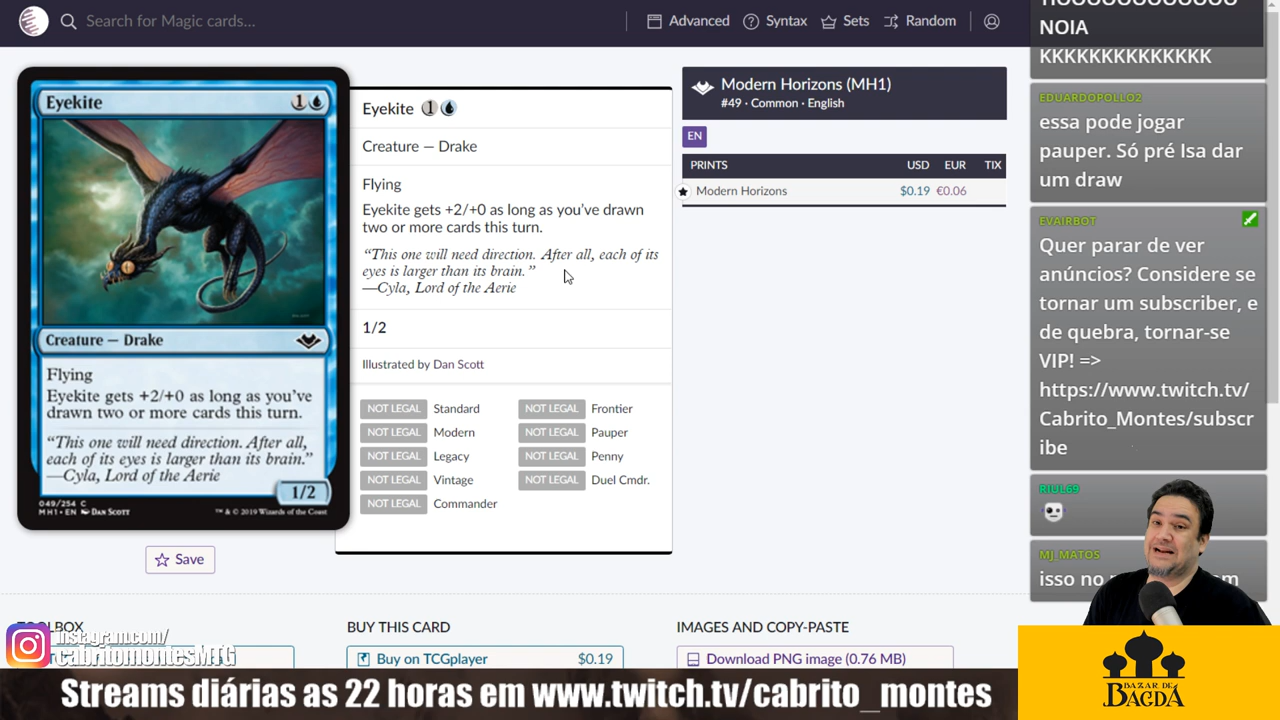 Search for Magic cards...
Advanced
Syntax
Sets
Random
Eyekite 1
Creature — Drake
Flying
Eyekite gets +2/+0 as long as you've
drawn two or more cards this turn.
"This one will need direction. After all,
each of its eyes is larger than its brain."
—Cyla, Lord of the Aerie
1/2
049/254 C
MH1 • EN DAN SCOTT
™ & © 2019 Wizards of the Coast
Save
Eyekite 1
Creature — Drake
Flying
Eyekite gets +2/+0 as long as you've drawn
two or more cards this turn.
"This one will need direction. After all, each of its
eyes is larger than its brain."
—Cyla, Lord of the Aerie
1/2
Illustrated by Dan Scott
NOT LEGAL Standard NOT LEGAL Frontier
NOT LEGAL Modern NOT LEGAL Pauper
NOT LEGAL Legacy NOT LEGAL Penny
NOT LEGAL Vintage NOT LEGAL Duel Cmdr.
NOT LEGAL Commander
Modern Horizons (MH1)
#49 · Common · English
EN
PRINTS USD EUR TIX
Modern Horizons $0.19 €0.06
NOIA
KKKKKKKKKKKKK
EDUARDOPOLLO2
essa pode jogar
pauper. Só pré Isa dar
um draw
EVAIRBOT
Quer parar de ver
anúncios? Considere se
tornar um subscriber, e
de quebra, tornar-se
VIP! =>
https://www.twitch.tv/
Cabrito_Montes/subscr
ibe
RIUL69
MJ_MATOS
isso no
BUY THIS CARD
Buy on TCGplayer $0.19
IMAGES AND COPY-PASTE
Download PNG image (0.76 MB)
instagram.com/
cabritomontesMTG
Streams diárias as 22 horas em www.twitch.tv/cabrito_montes
BAZAR DE
BAGDÁ